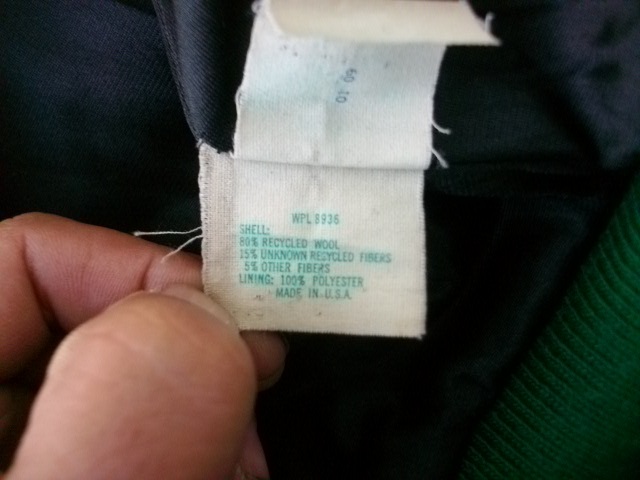 WPL 8936
SHELL:
80% RECYCLED WOOL
15% UNKNOWN RECYCLED FIBERS
5% OTHER FIBERS
LINING: 100% POLYESTER
MADE IN U.S.A.